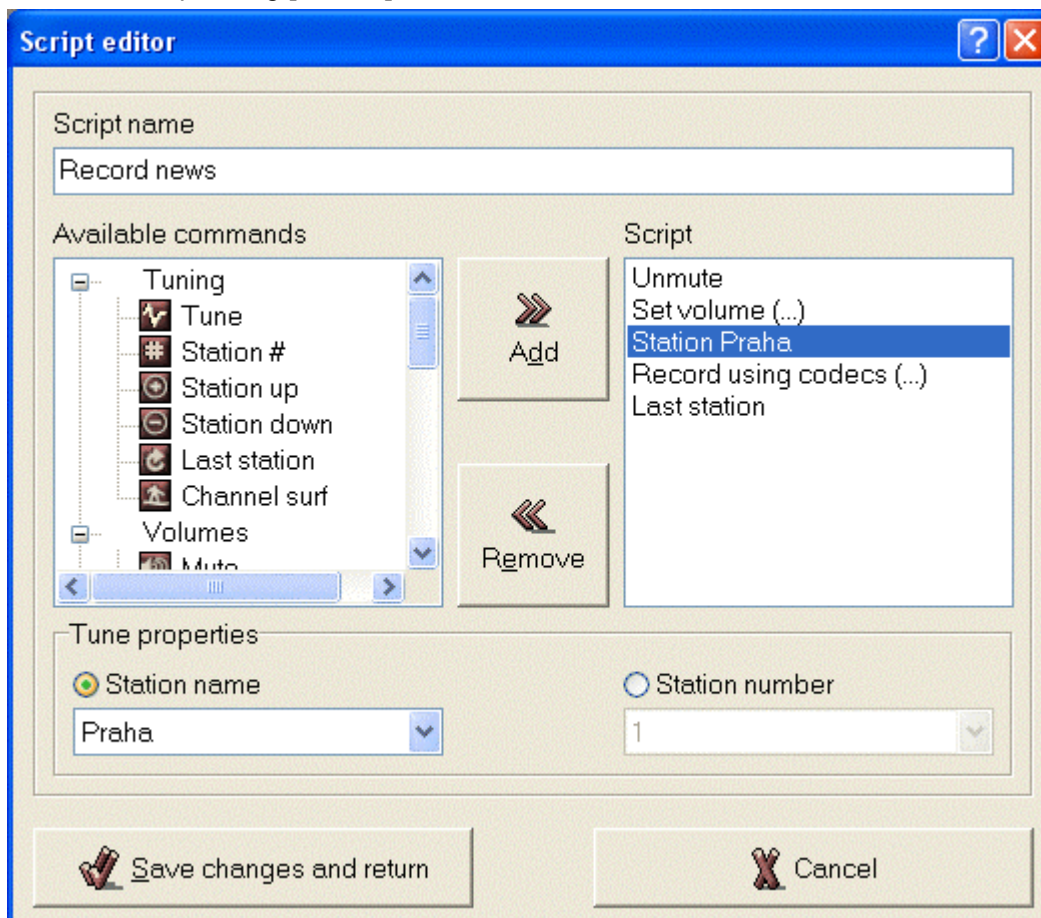 Script editor
Script name
Record news
Available commands
Script
Tuning
Tune
Station #
Station up
Station down
Last station
Channel surf
Volumes
Mute
Add
Remove
Unmute
Set volume (...)
Station Praha
Record using codecs (...)
Last station
Tune properties
Station name
Station number
Praha
1
Save changes and return
Cancel